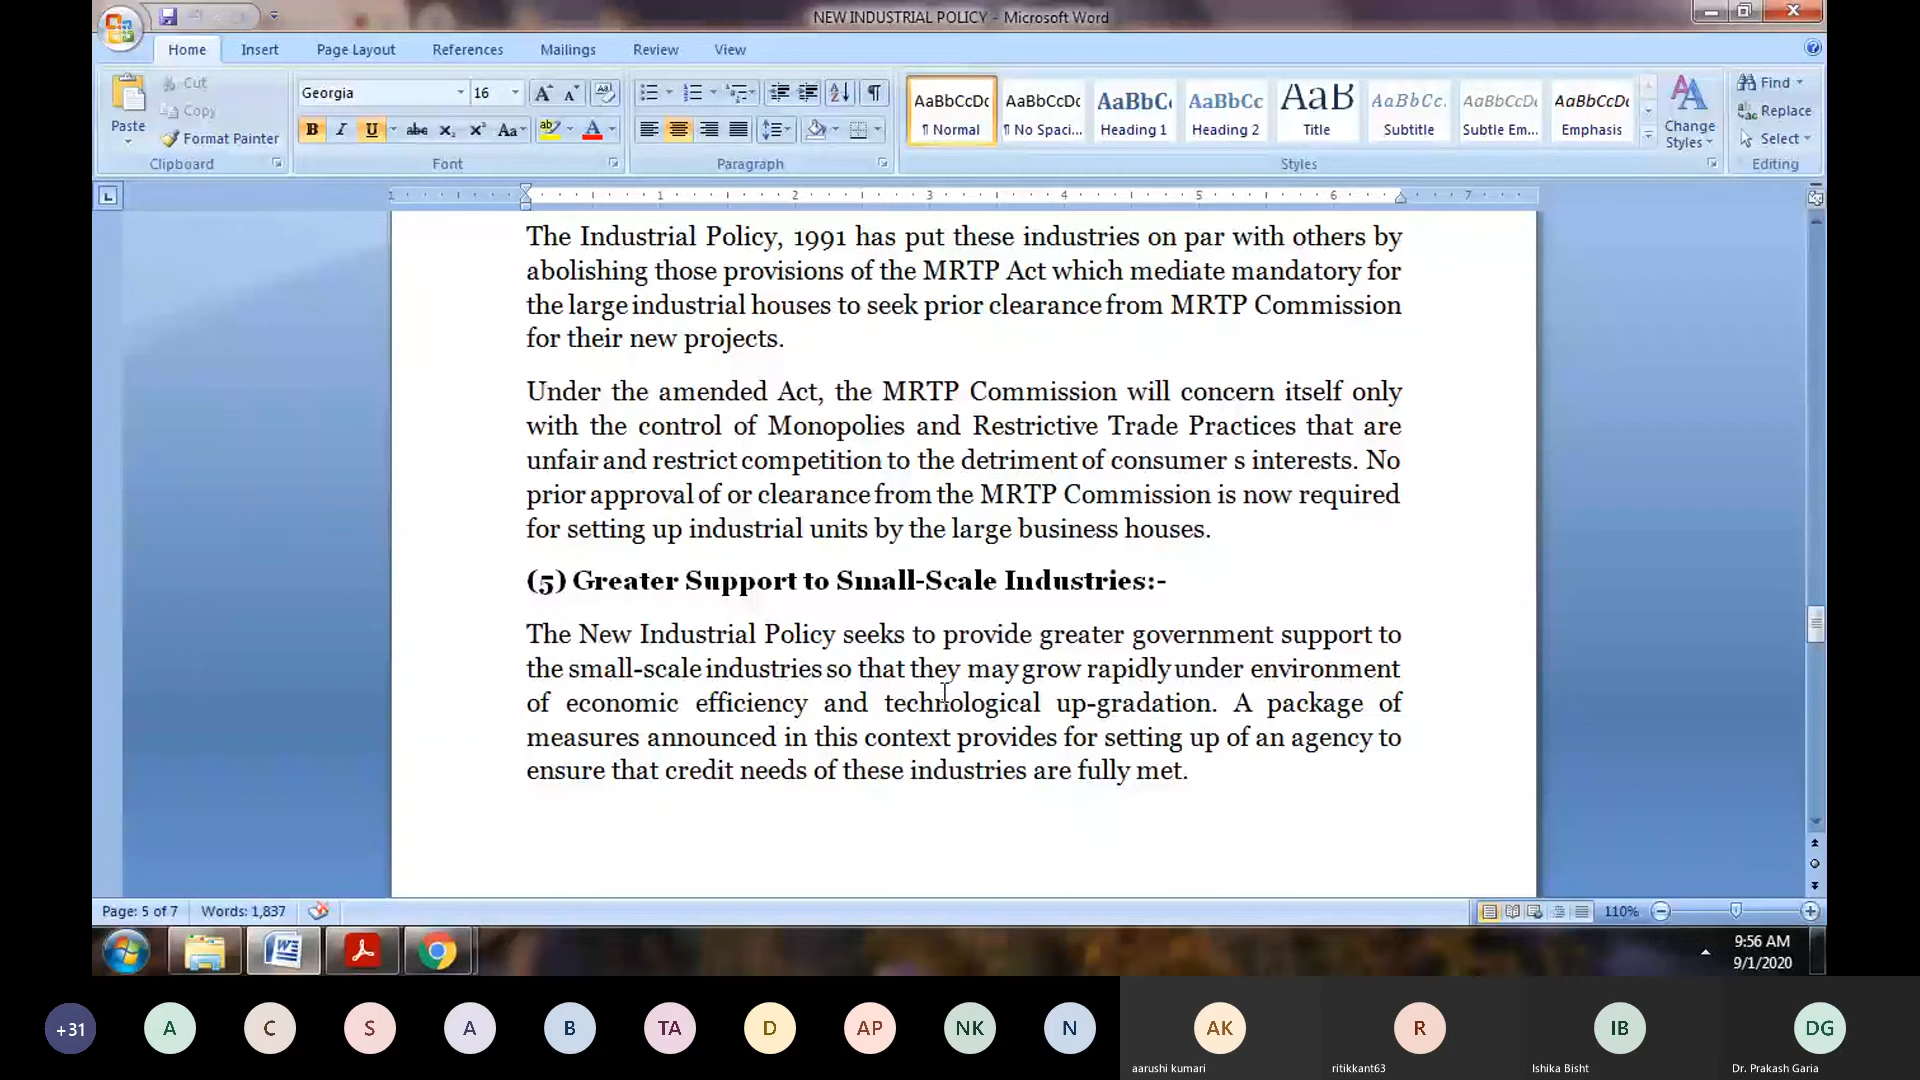 NEW INDUSTRIAL POLICY - Microsoft Word
Home Insert Page Layout References Mailings Review View
Paste
Cut
Copy
Format Painter
Clipboard
Georgia 16
Font
Paragraph
AaBbCcDc AaBbCcDc AaBbC AaBbCc AaB AaBbCc. AaBbCcDc AaBbCcDc
¶ Normal ¶ No Spaci... Heading 1 Heading 2 Title Subtitle Subtle Em... Emphasis
Change
Styles
Styles
Find
Replace
Select
Editing
1 1 2 3 4 5 6 7
The Industrial Policy, 1991 has put these industries on par with others by
abolishing those provisions of the MRTP Act which mediate mandatory for
the large industrial houses to seek prior clearance from MRTP Commission
for their new projects.
Under the amended Act, the MRTP Commission will concern itself only
with the control of Monopolies and Restrictive Trade Practices that are
unfair and restrict competition to the detriment of consumer s interests. No
prior approval of or clearance from the MRTP Commission is now required
for setting up industrial units by the large business houses.
(5) Greater Support to Small-Scale Industries:-
The New Industrial Policy seeks to provide greater government support to
the small-scale industries so that they may grow rapidly under environment
of economic efficiency and technological up-gradation. A package of
measures announced in this context provides for setting up of an agency to
ensure that credit needs of these industries are fully met.
Page: 5 of 7 Words: 1,837 110%
9:56 AM
9/1/2020
+31 A C S A B TA D AP NK N AK R IB DG
aarushi kumari ritikkant63 Ishika Bisht Dr. Prakash Garia